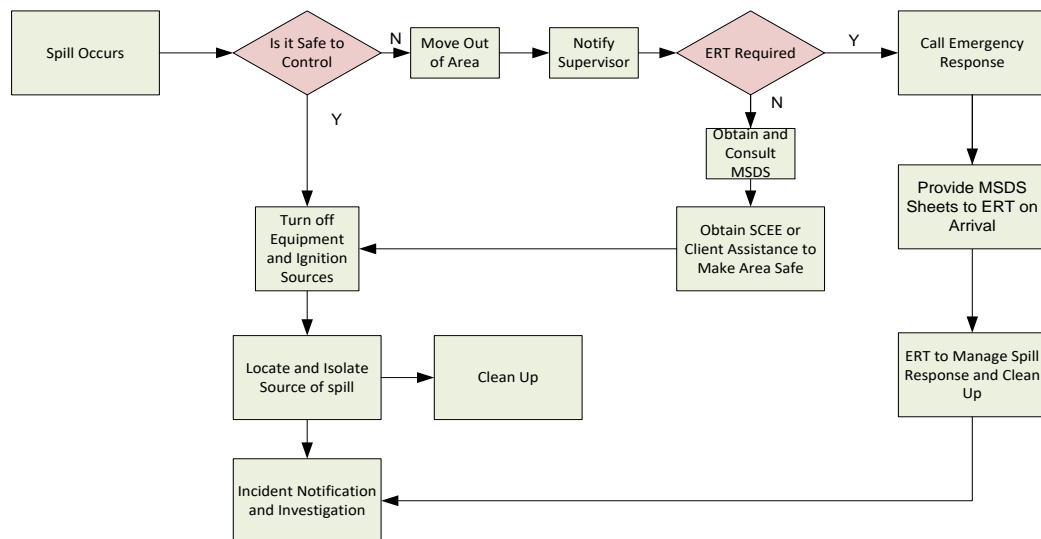 Spill Occurs
Is it Safe to
Control
N
Move Out
of Area
Notify
Supervisor
ERT Required
Y
Call Emergency
Response
Y
N
Obtain and
Consult
MSDS
Provide MSDS
Sheets to ERT on
Arrival
Turn off
Equipment
and Ignition
Sources
Obtain SCEE or
Client Assistance to
Make Area Safe
Locate and Isolate
Source of spill
Clean Up
ERT to Manage Spill
Response and Clean
Up
Incident Notification
and Investigation